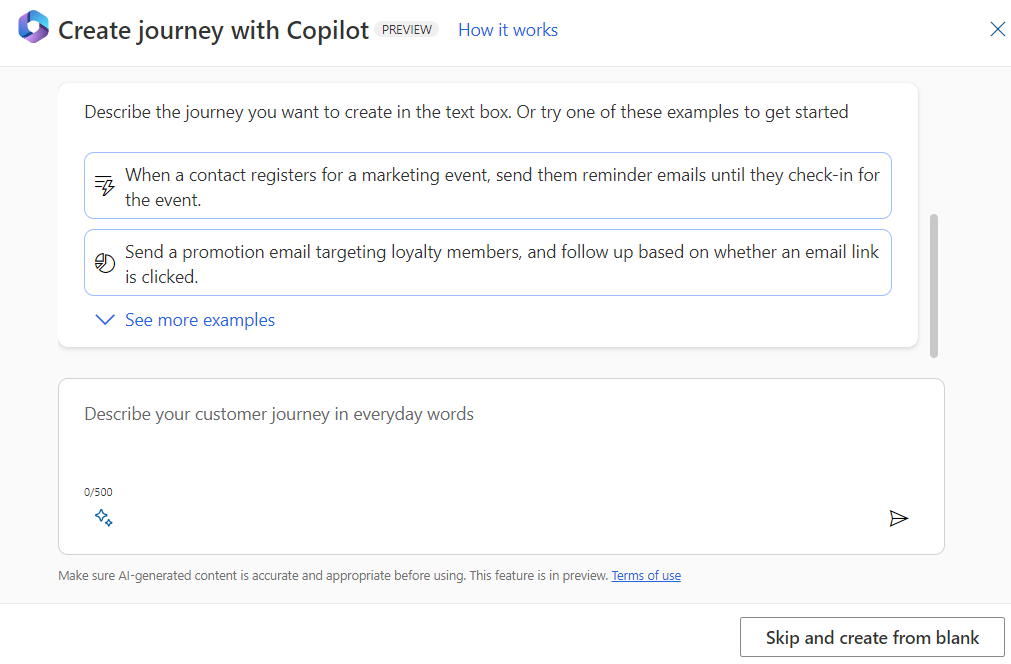 Create journey with Copilot PREVIEW How it works
Describe the journey you want to create in the text box. Or try one of these examples to get started
When a contact registers for a marketing event, send them reminder emails until they check-in for
the event.
Send a promotion email targeting loyalty members, and follow up based on whether an email link
is clicked.
See more examples
Describe your customer journey in everyday words
0/500
Make sure AI-generated content is accurate and appropriate before using. This feature is in preview. Terms of use
Skip and create from blank